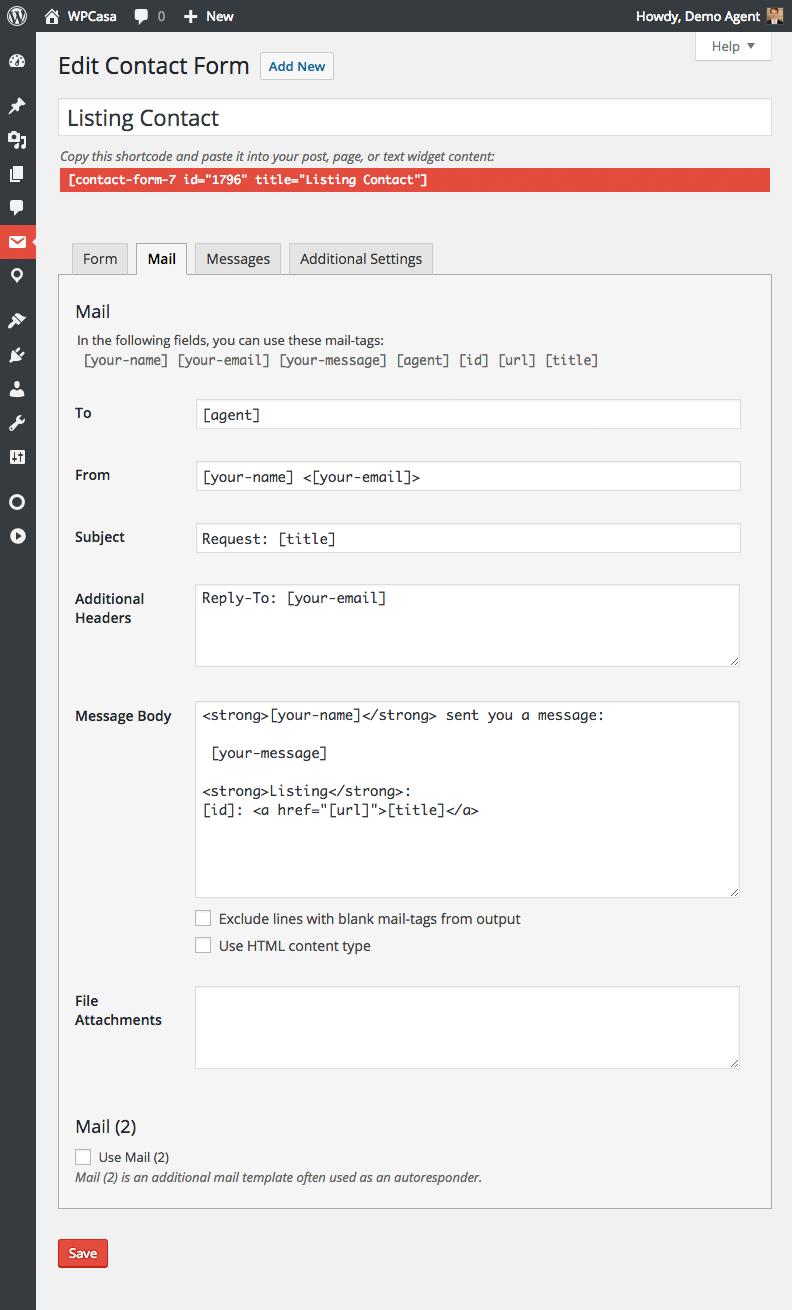 WPCasa 0 New Howdy, Demo Agent
Help
Edit Contact Form Add New
Listing Contact
Copy this shortcode and paste it into your post, page, or text widget content:
[contact-form-7 id="1796" title="Listing Contact"]
Form Mail Messages Additional Settings
Mail
In the following fields, you can use these mail-tags:
[your-name] [your-email] [your-message] [agent] [id] [url] [title]
To [agent]
From [your-name] <[your-email]>
Subject Request: [title]
Additional Reply-To: [your-email]
Headers
Message Body <strong>[your-name]</strong> sent you a message:
[your-message]
<strong>Listing</strong>:
[id]: <a href="[url]">[title]</a>
Exclude lines with blank mail-tags from output
Use HTML content type
File
Attachments
Mail (2)
Use Mail (2)
Mail (2) is an additional mail template often used as an autoresponder.
Save